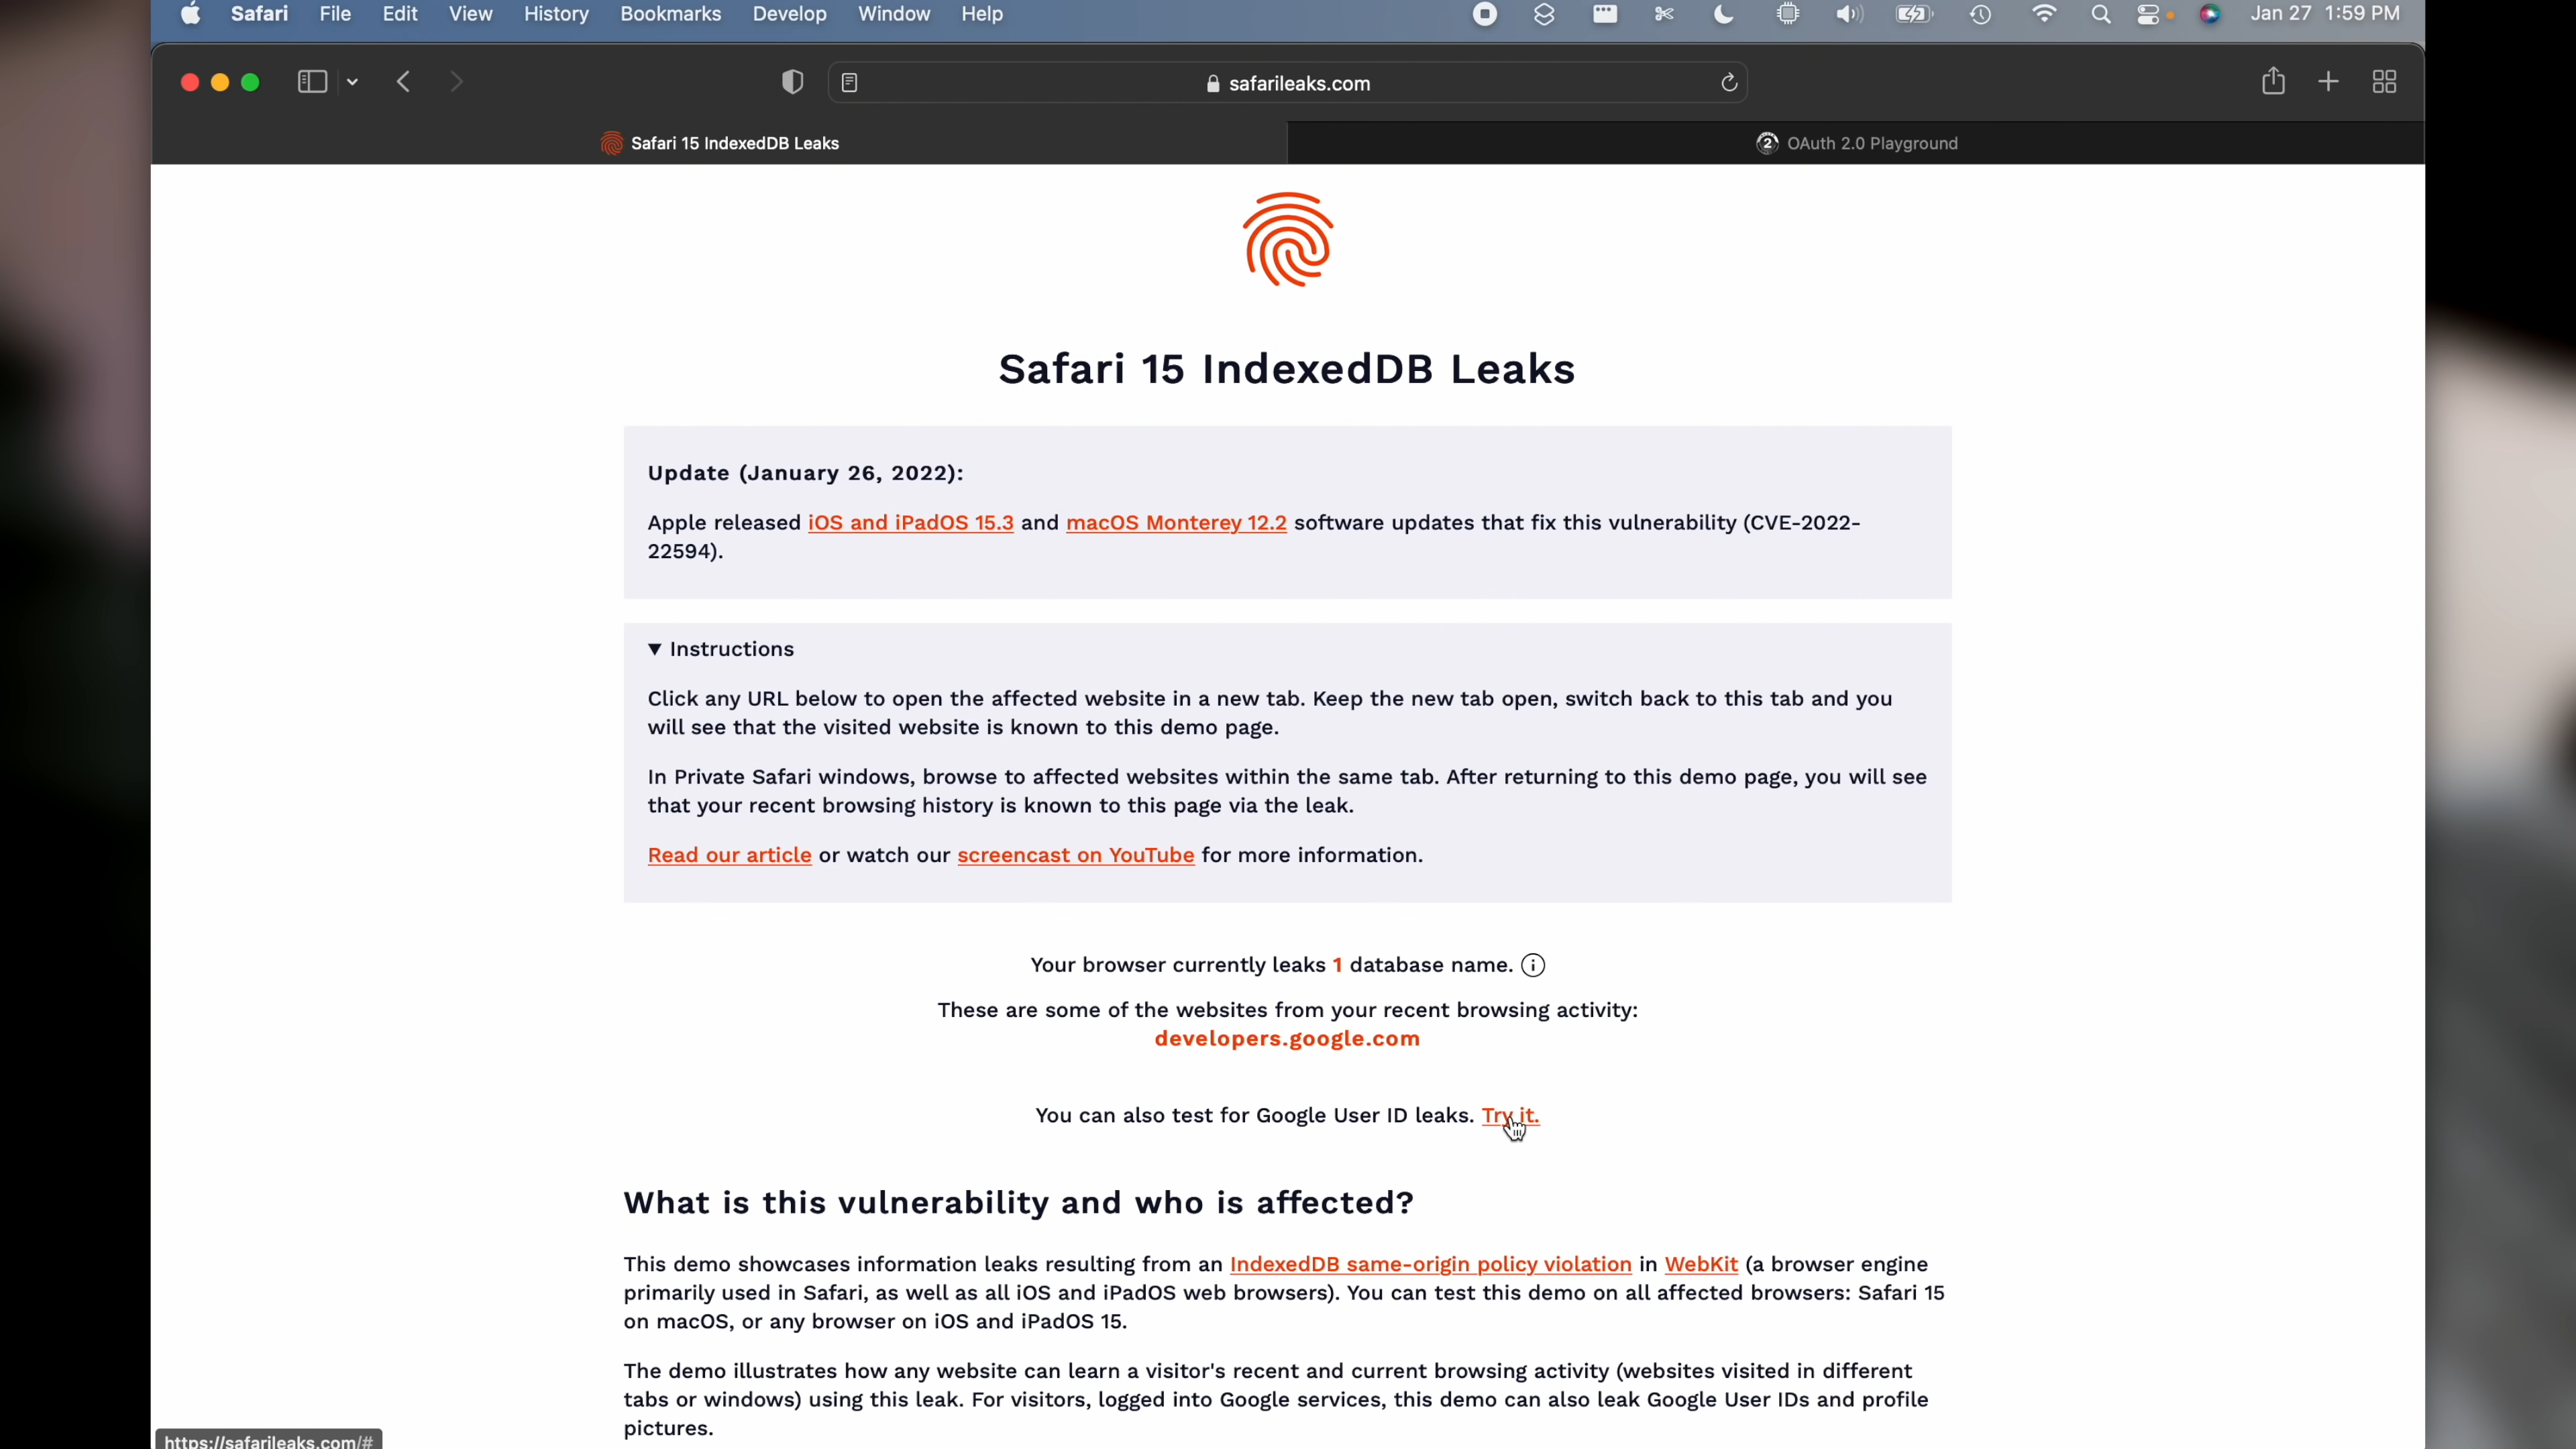 Safari File Edit View History Bookmarks Develop Window Help Jan 27 1:59 PM
safarileaks.com
Safari 15 IndexedDB Leaks
2 OAuth 2.0 Playground
Safari 15 IndexedDB Leaks
Update (January 26, 2022):
Apple released iOS and iPadOS 15.3 and macOS Monterey 12.2 software updates that fix this vulnerability (CVE-2022-
22594).
▼ Instructions
Click any URL below to open the affected website in a new tab. Keep the new tab open, switch back to this tab and you
will see that the visited website is known to this demo page.
In Private Safari windows, browse to affected websites within the same tab. After returning to this demo page, you will see
that your recent browsing history is known to this page via the leak.
Read our article or watch our screencast on YouTube for more information.
Your browser currently leaks 1 database name. i
These are some of the websites from your recent browsing activity:
developers.google.com
You can also test for Google User ID leaks. Try it.
What is this vulnerability and who is affected?
This demo showcases information leaks resulting from an IndexedDB same-origin policy violation in WebKit (a browser engine
primarily used in Safari, as well as all iOS and iPadOS web browsers). You can test this demo on all affected browsers: Safari 15
on macOS, or any browser on iOS and iPadOS 15.
The demo illustrates how any website can learn a visitor's recent and current browsing activity (websites visited in different
tabs or windows) using this leak. For visitors, logged into Google services, this demo can also leak Google User IDs and profile
pictures.
https://safarileaks.com/#